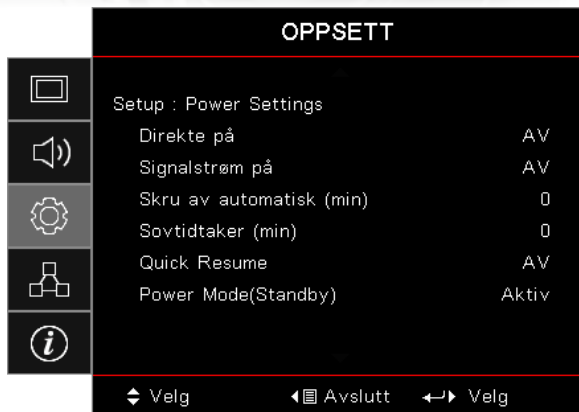 OPPSETT
Setup : Power Settings
Direkte på AV
Signalstrøm på AV
Skru av automatisk (min) 0
Sovtidtaker (min) 0
Quick Resume AV
Power Mode(Standby) Aktiv
Velg Avslutt Velg